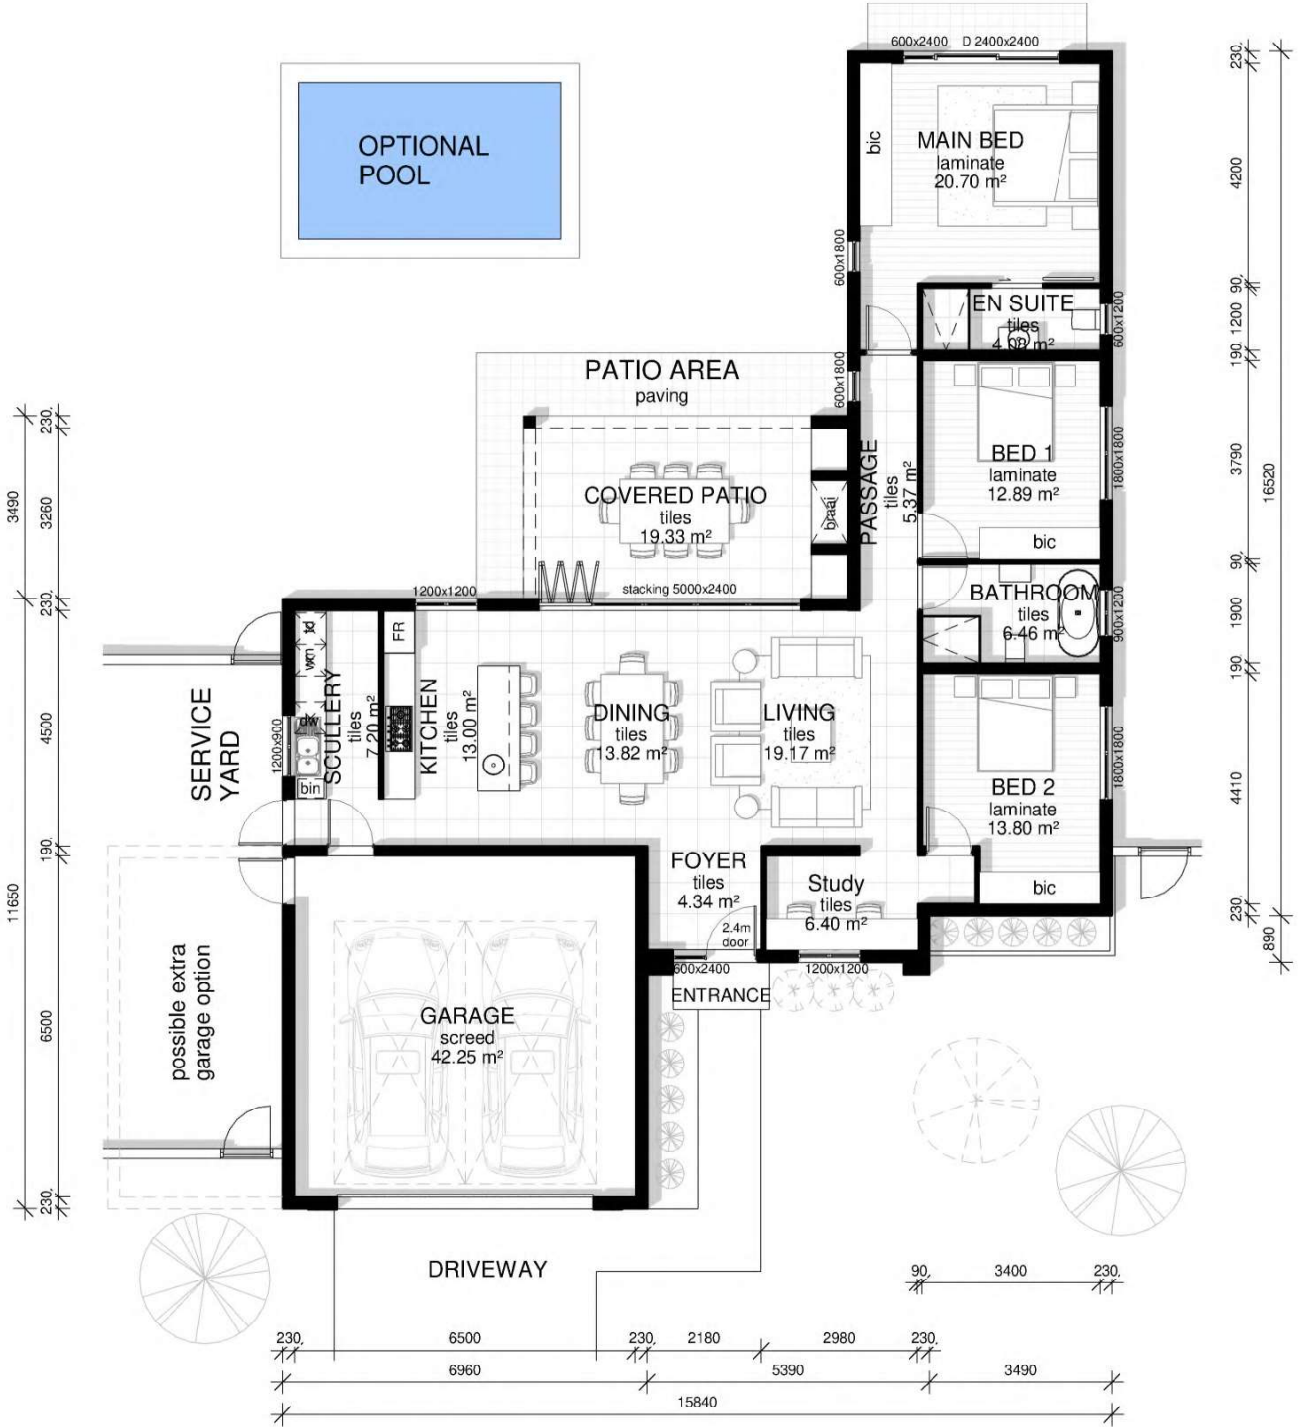 600x2400 D 2400x2400
OPTIONAL
POOL
bic
MAIN BED
laminate
20.70 m²
600x1800
EN SUITE
tiles
600x1200
PATIO AREA
paving
600x1800
COVERED PATIO
tiles
19.33 m²
braai
PASSAGE
tiles
5.37 m²
BED 1
laminate
12.89 m²
bic
1800x1800
1200x1200
stacking 5000x2400
BATHROOM
tiles
6.46 m²
900x1200
td
wm
dw
bin
SCULLERY
tiles
7.20 m²
1200x900
FR
KITCHEN
tiles
13.00 m²
DINING
tiles
13.82 m²
LIVING
tiles
19.17 m²
BED 2
laminate
13.80 m²
bic
1800x1800
SERVICE
YARD
FOYER
tiles
4.34 m²
2.4m
door
Study
tiles
6.40 m²
600x2400
1200x1200
ENTRANCE
possible extra
garage option
GARAGE
screed
42.25 m²
DRIVEWAY
3490
11650
230,
3260
230,
4500
190,
6500
230,
230,
4200
90,
1200
190,
3790
90,
1900
190,
4410
230,
16520
890
90,
3400
230,
230,
6500
230,
2180
2980
230,
6960
5390
3490
15840